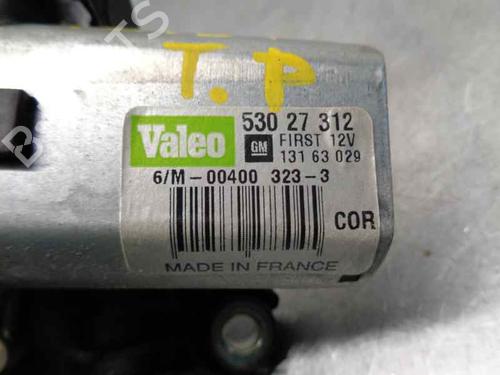 T.P
Valeo
530 27 312
GM
FIRST 12V
131 63 029
6/M-00400 323-3
COR
MADE IN FRANCE